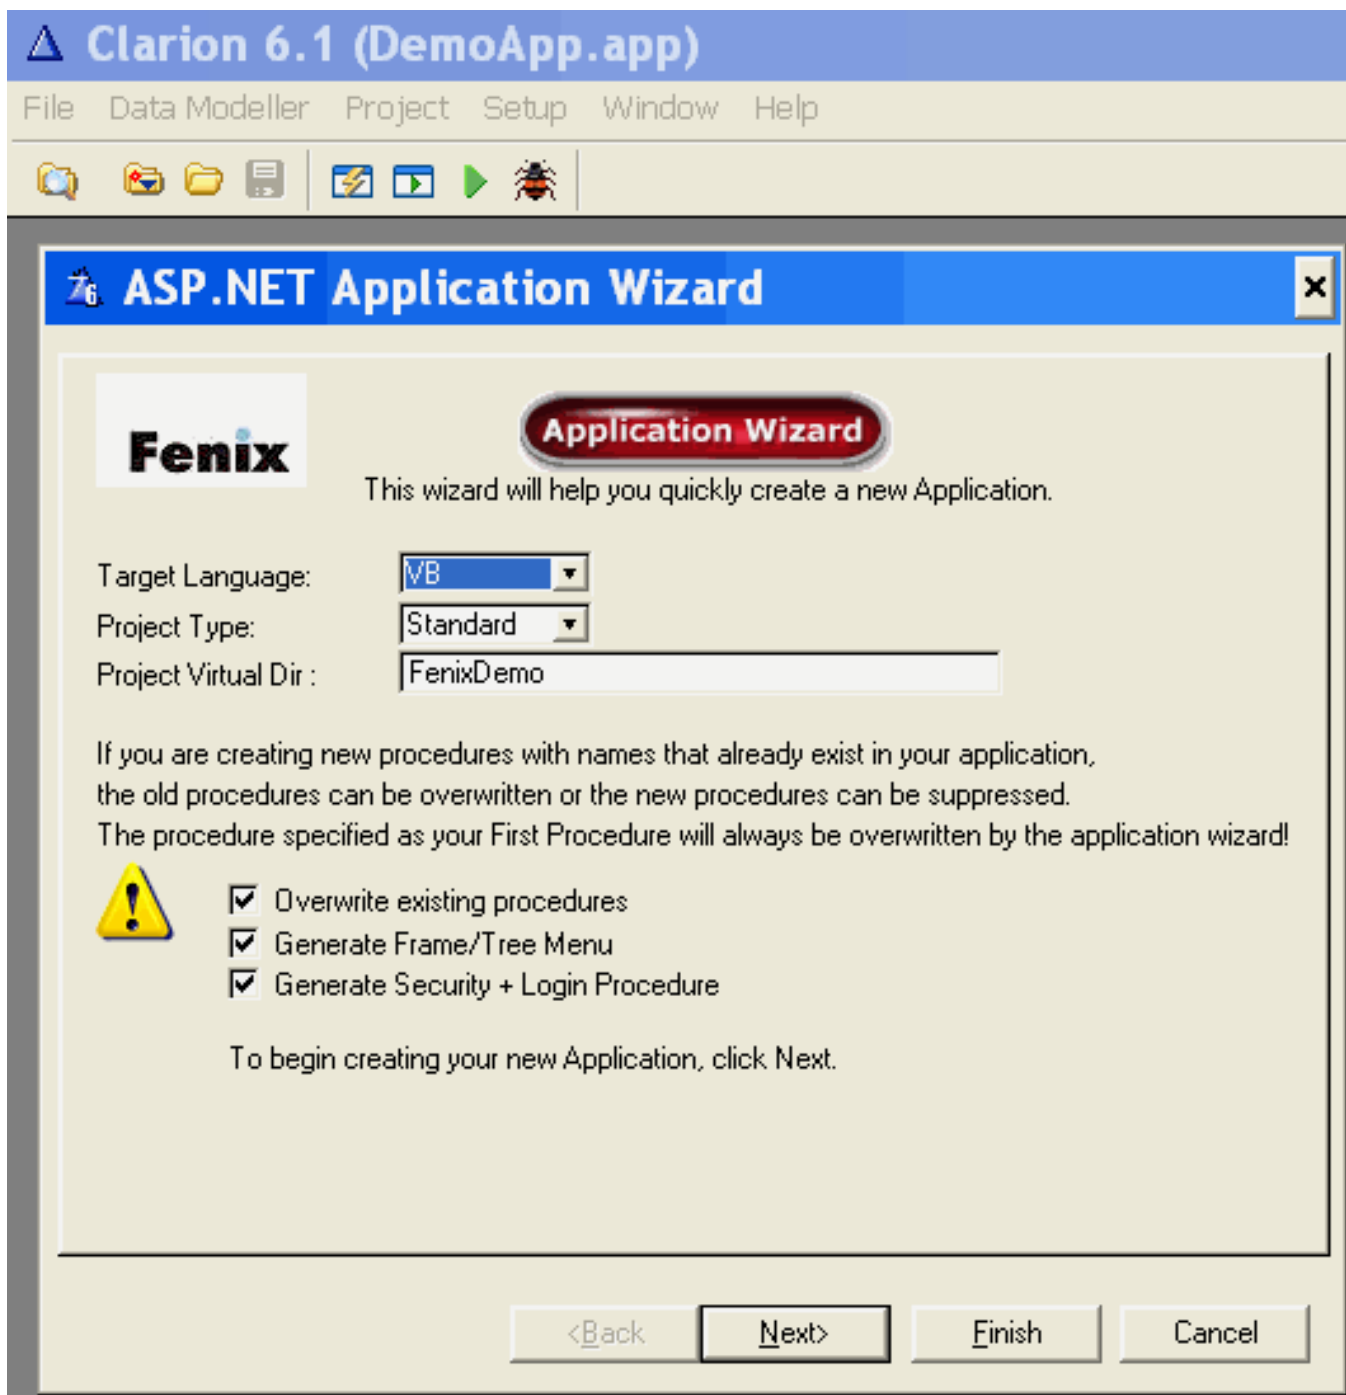 Clarion 6.1 (DemoApp.app)
File Data Modeller Project Setup Window Help
ASP.NET Application Wizard
Fenix
Application Wizard
This wizard will help you quickly create a new Application.
Target Language: VB
Project Type: Standard
Project Virtual Dir : FenixDemo
If you are creating new procedures with names that already exist in your application,
the old procedures can be overwritten or the new procedures can be suppressed.
The procedure specified as your First Procedure will always be overwritten by the application wizard!
Overwrite existing procedures
Generate Frame/Tree Menu
Generate Security + Login Procedure
To begin creating your new Application, click Next.
<Back Next> Finish Cancel